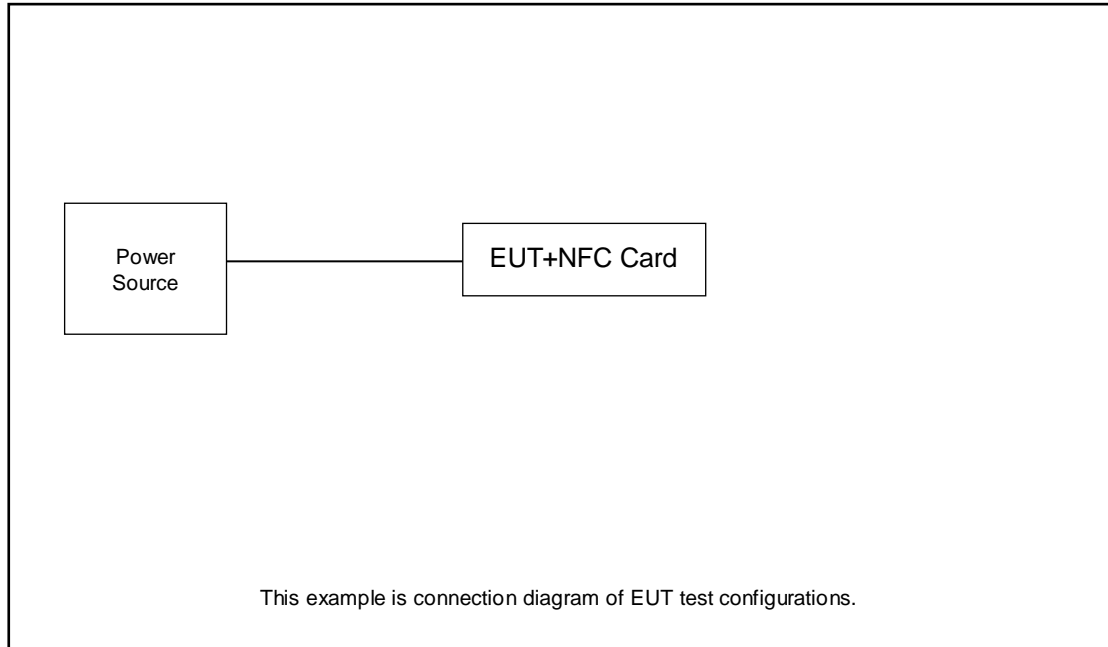 Power
Source
EUT+NFC Card
This example is connection diagram of EUT test configurations.